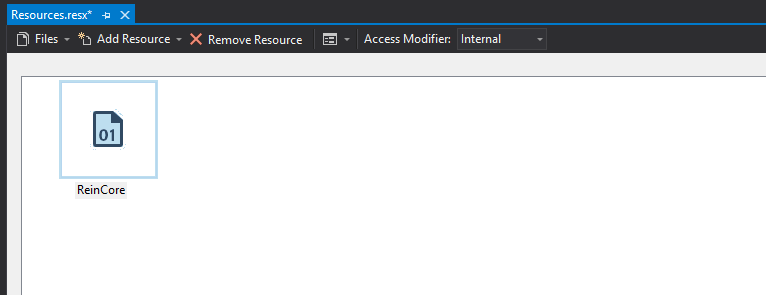 Resources.resx*
Files Add Resource Remove Resource Access Modifier: Internal
01
ReinCore